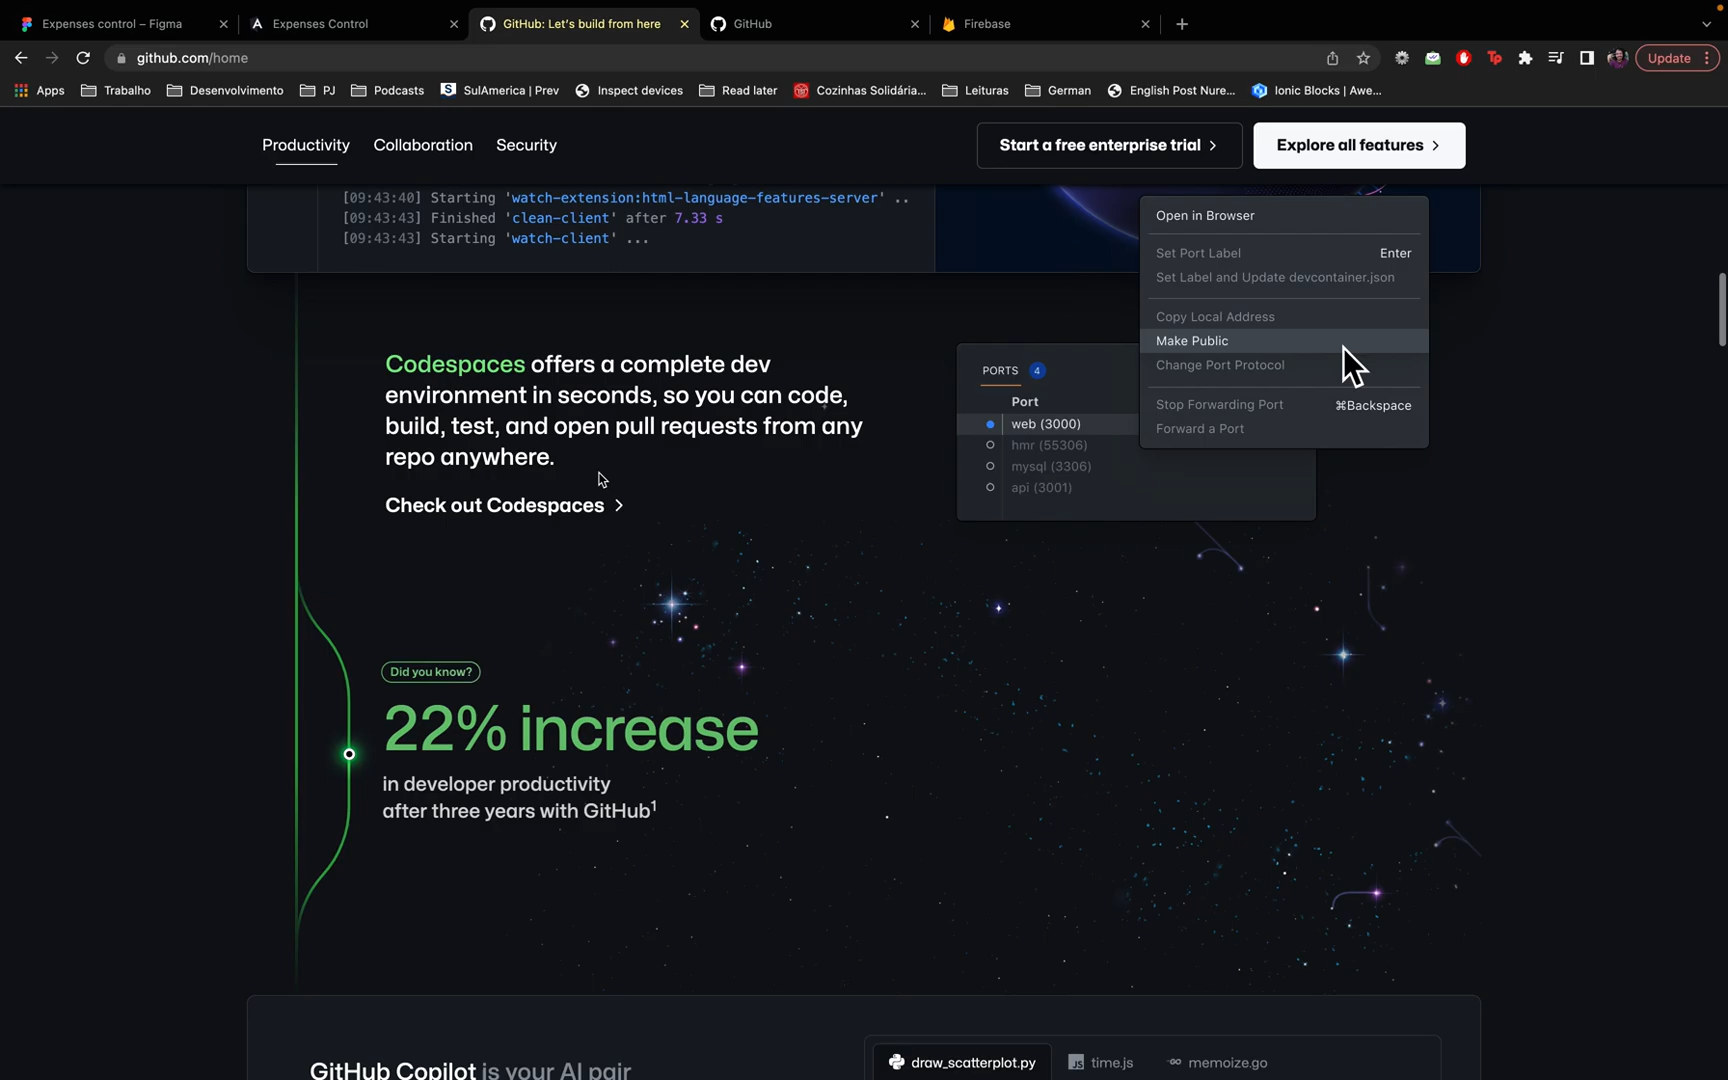 Expenses control – Figma
Expenses Control
GitHub: Let's build from here
GitHub
Firebase
github.com/home
Update
Apps
Trabalho
Desenvolvimento
PJ
Podcasts
SulAmerica | Prev
Inspect devices
Read later
Cozinhas Solidária...
Leituras
German
English Post Nure...
Ionic Blocks | Awe...
Productivity
Collaboration
Security
Start a free enterprise trial
Explore all features
[09:43:40] Starting 'watch-extension:html-language-features-server' ..
[09:43:43] Finished 'clean-client' after 7.33 s
[09:43:43] Starting 'watch-client' ...
Open in Browser
Set Port Label Enter
Set Label and Update devcontainer.json
Copy Local Address
Make Public
Change Port Protocol
Stop Forwarding Port ⌘Backspace
Forward a Port
PORTS 4
Port
web (3000)
hmr (55306)
mysql (3306)
api (3001)
Codespaces offers a complete dev
environment in seconds, so you can code,
build, test, and open pull requests from any
repo anywhere.
Check out Codespaces
Did you know?
22% increase
in developer productivity
after three years with GitHub¹
GitHub Copilot is your AI pair
draw_scatterplot.py
JS time.js
GO memoize.go